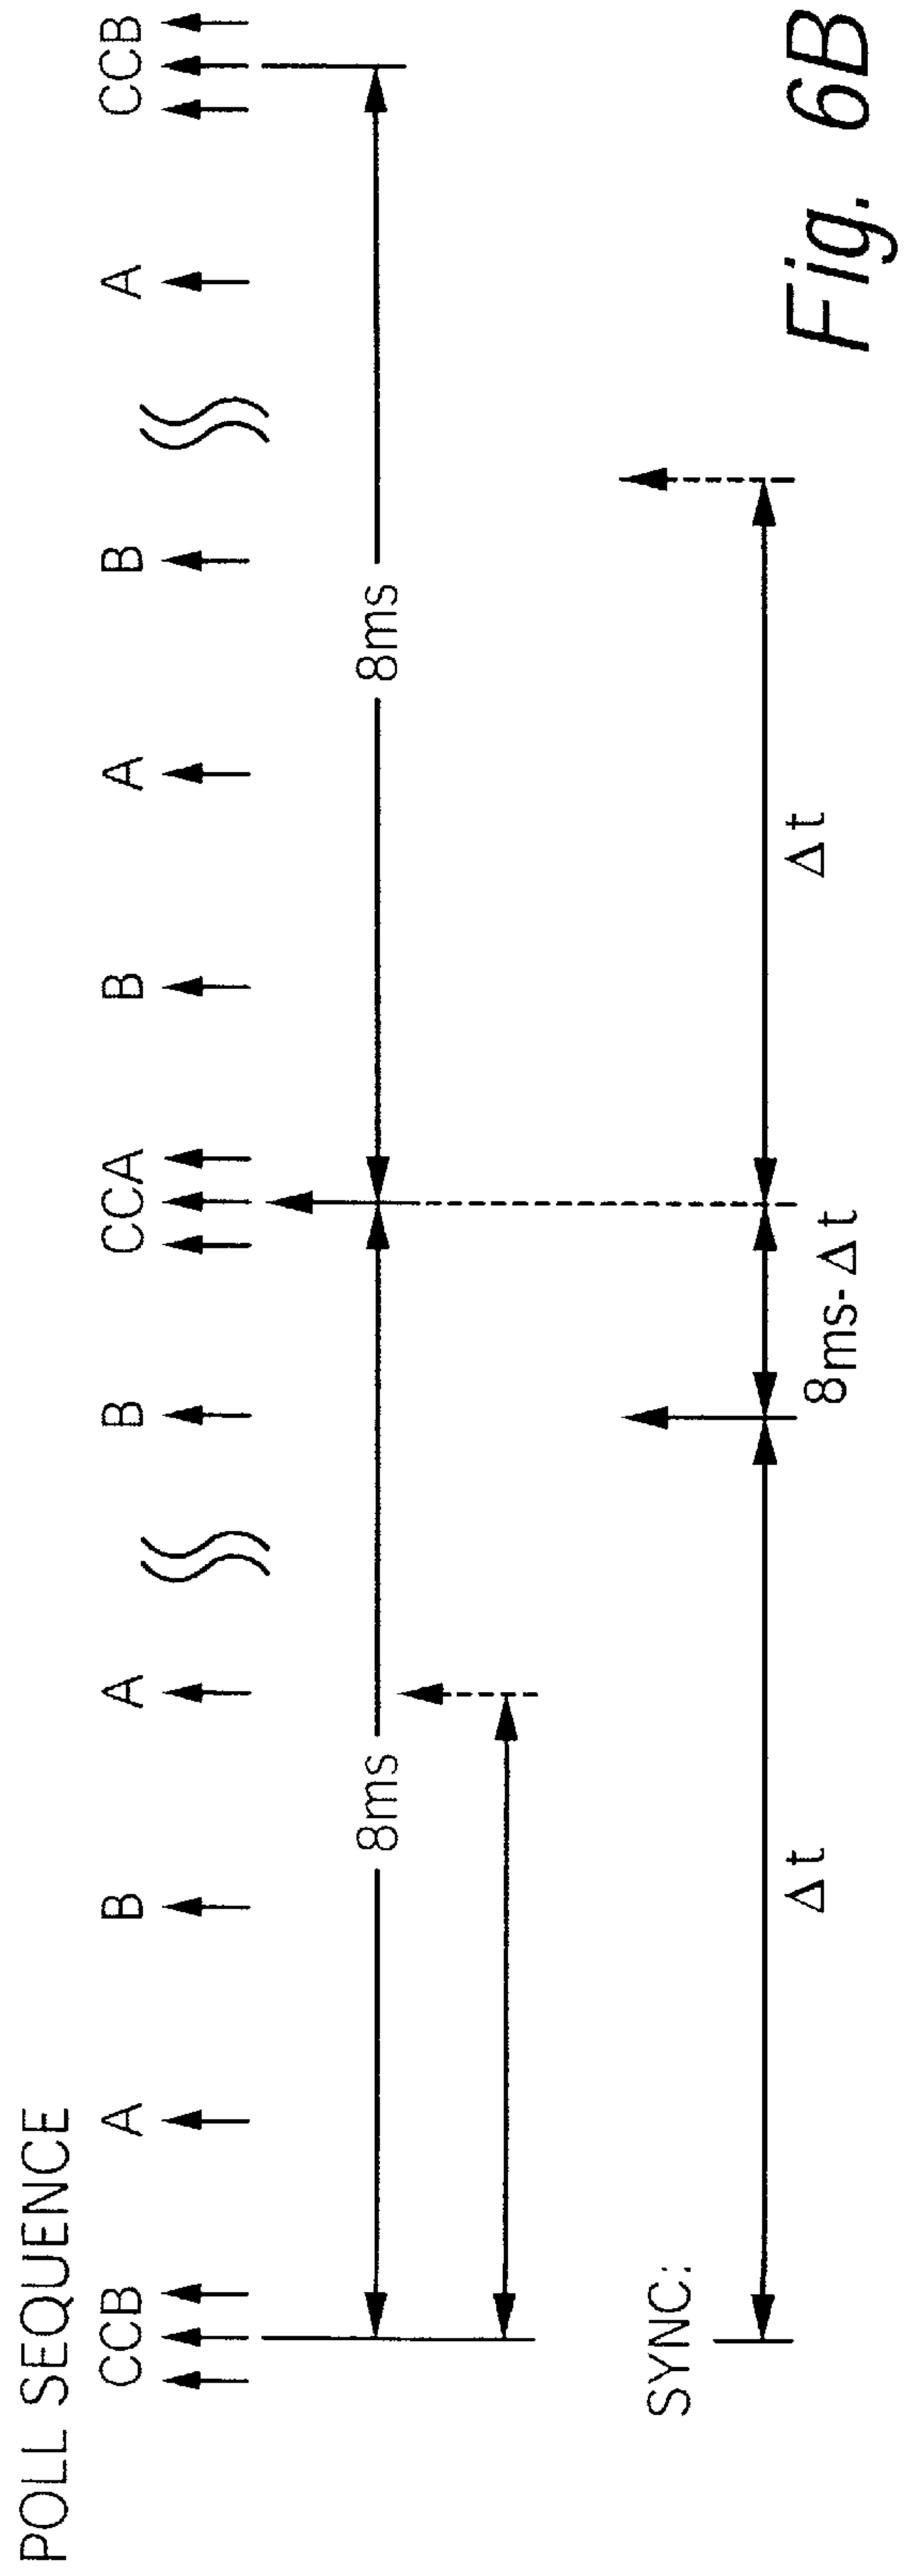 POLL SEQUENCE
CCB A B A B CCA B A B A CCB
8ms 8ms
SYNC:
Δt 8ms-Δt Δt
Fig. 6B